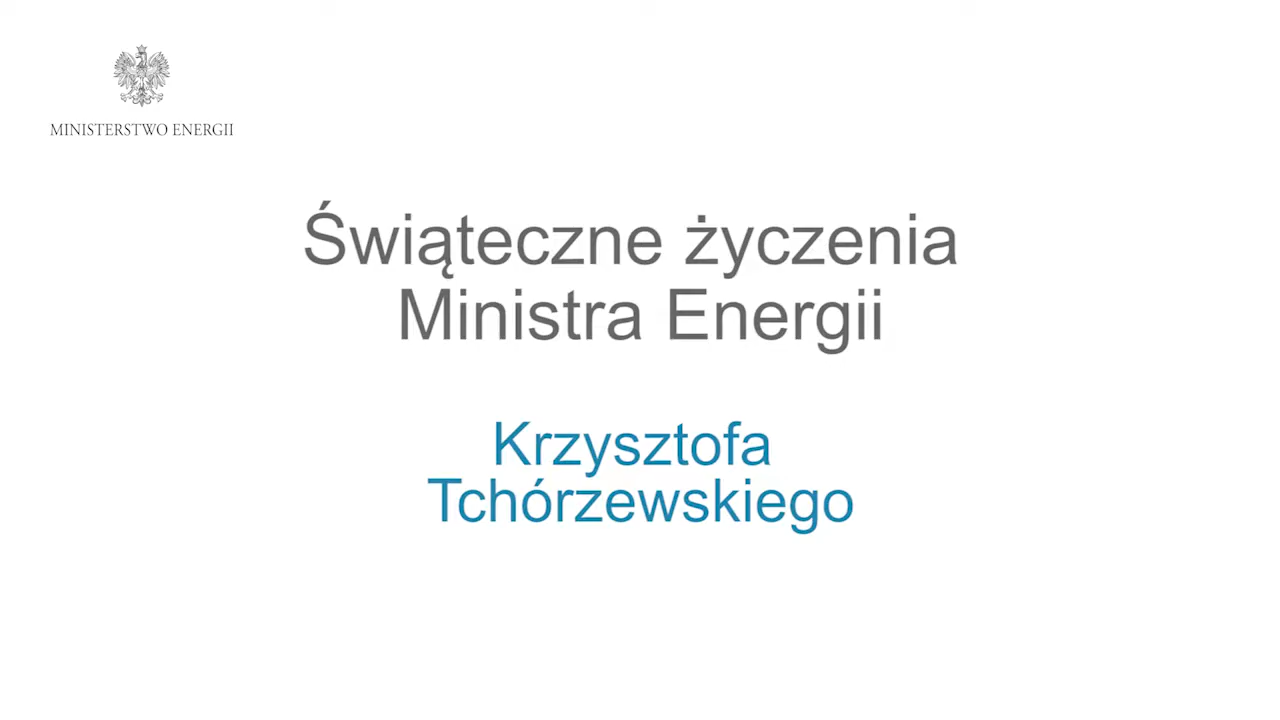 MINISTERSTWO ENERGII
Świąteczne życzenia
Ministra Energii
Krzysztofa
Tchórzewskiego